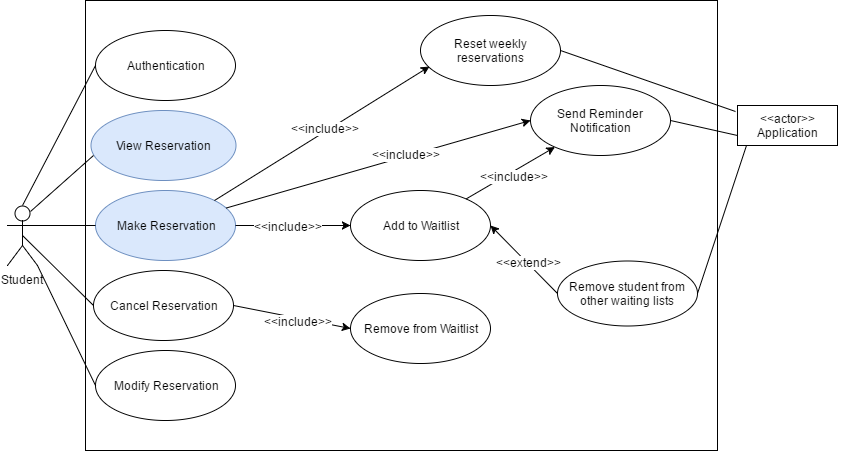 Reset weekly
reservations
Authentication
Send Reminder
Notification
<<actor>>
Application
<<include>>
View Reservation
<<include>>
<<include>>
Make Reservation
<<include>>
Add to Waitlist
<<extend>>
Student
Remove student from
other waiting lists
Cancel Reservation
<<include>>
Remove from Waitlist
Modify Reservation